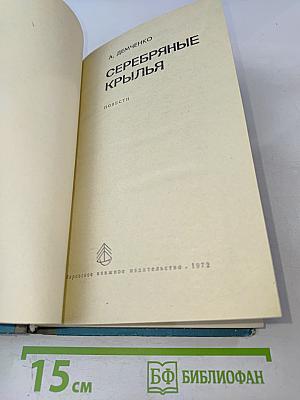 А. ДЕМЧЕНКО
СЕРЕБРЯНЫЕ
КРЫЛЬЯ
ПОВЕСТИ
книжное издательство . 1972
15 см
БФ БИБЛИОФАН